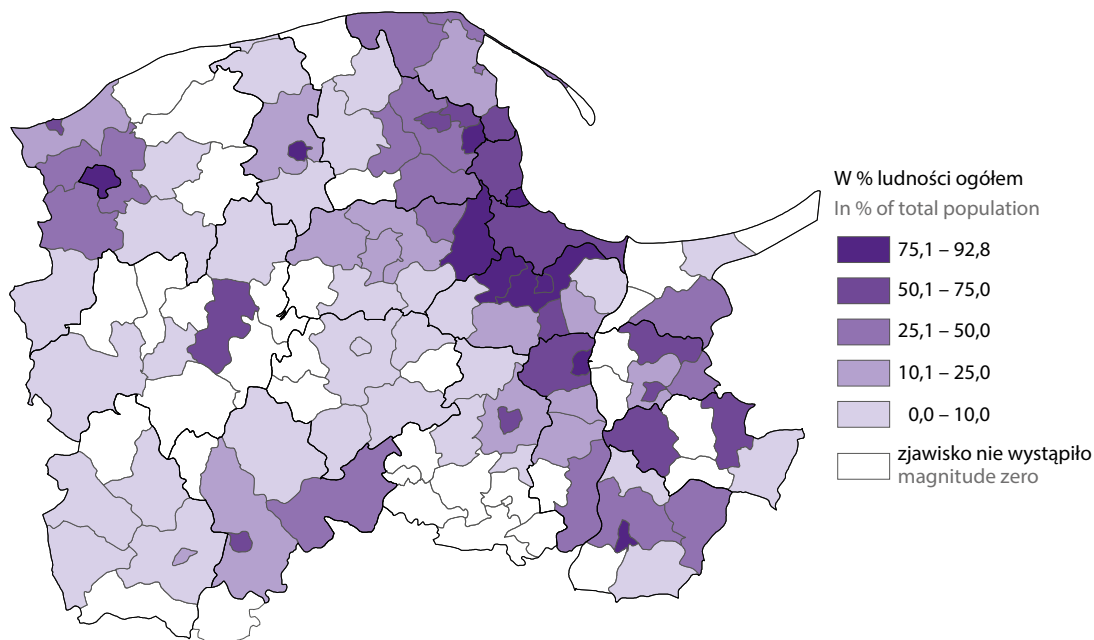 W % ludności ogółem
In % of total population
75,1 – 92,8
50,1 – 75,0
25,1 – 50,0
10,1 – 25,0
0,0 – 10,0
zjawisko nie wystąpiło
magnitude zero